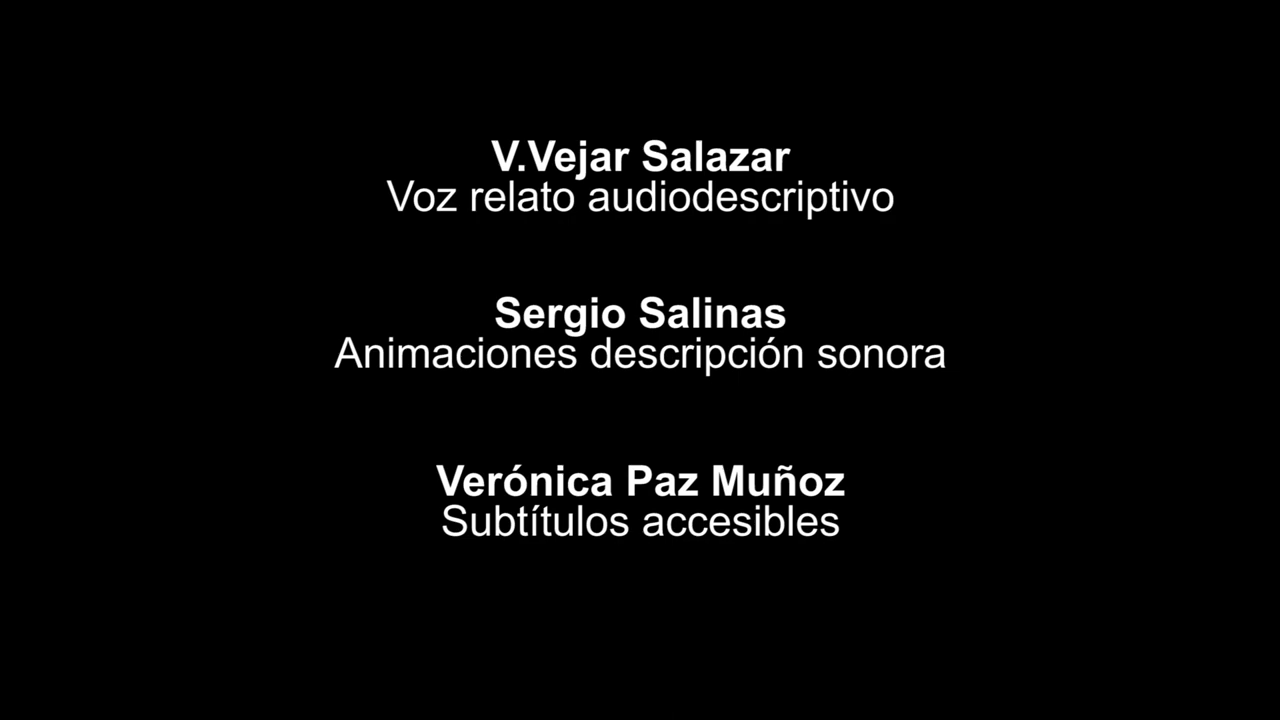 V.Vejar Salazar
Voz relato audiodescriptivo
Sergio Salinas
Animaciones descripción sonora
Verónica Paz Muñoz
Subtítulos accesibles